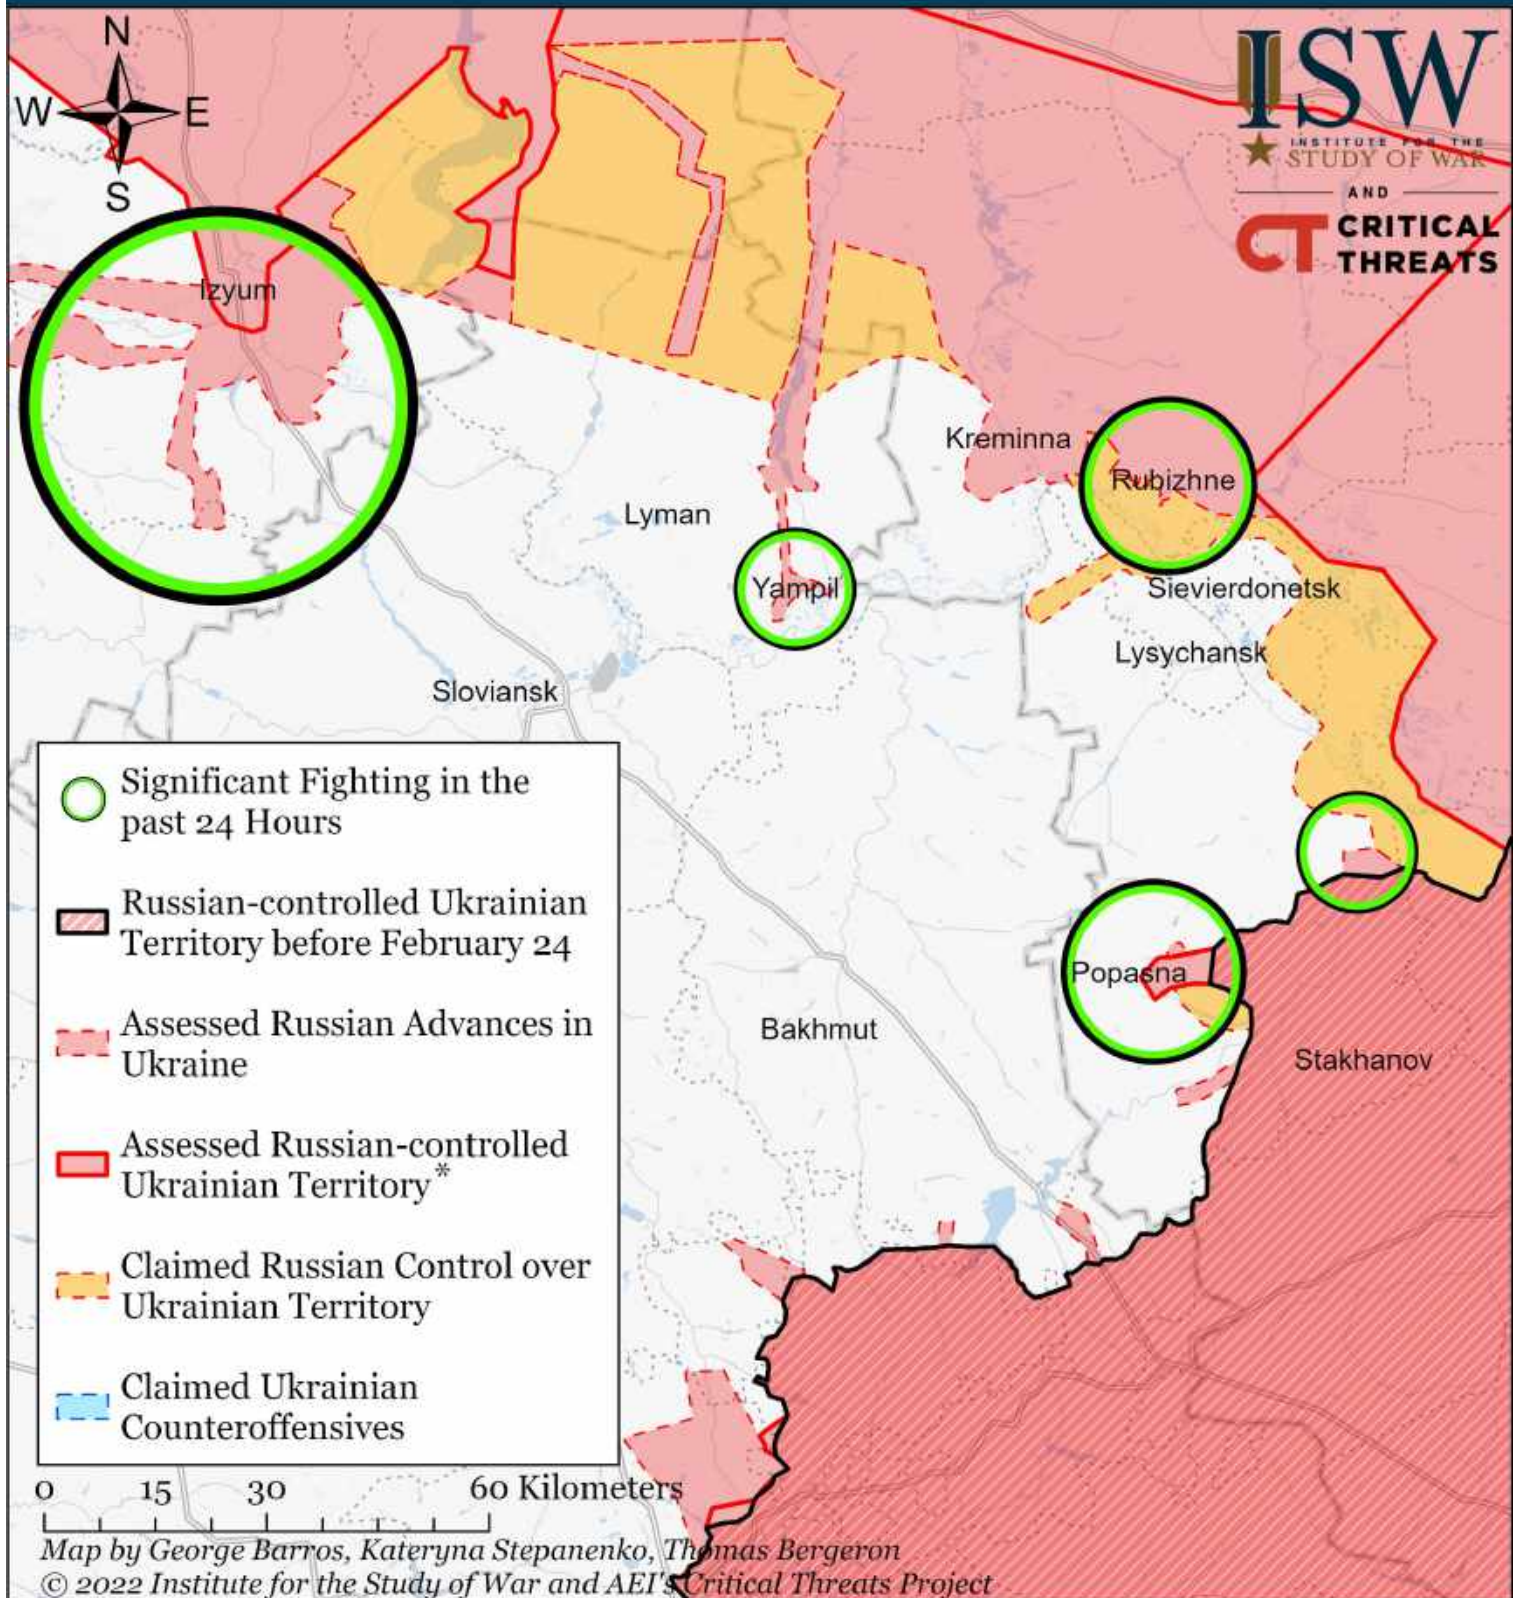 N
W E
S
ISW
INSTITUTE FOR THE
STUDY OF WAR
AND
CT CRITICAL
THREATS
Izyum
Kreminna
Rubizhne
Lyman
Yampil'
Sievierdonetsk
Lysychansk
Sloviansk
Popasna
Bakhmut
Stakhanov
Significant Fighting in the
past 24 Hours
Russian-controlled Ukrainian
Territory before February 24
Assessed Russian Advances in
Ukraine
Assessed Russian-controlled
Ukrainian Territory*
Claimed Russian Control over
Ukrainian Territory
Claimed Ukrainian
Counteroffensives
0 15 30 60 Kilometers
Map by George Barros, Kateryna Stepanenko, Thomas Bergeron
© 2022 Institute for the Study of War and AEI's Critical Threats Project